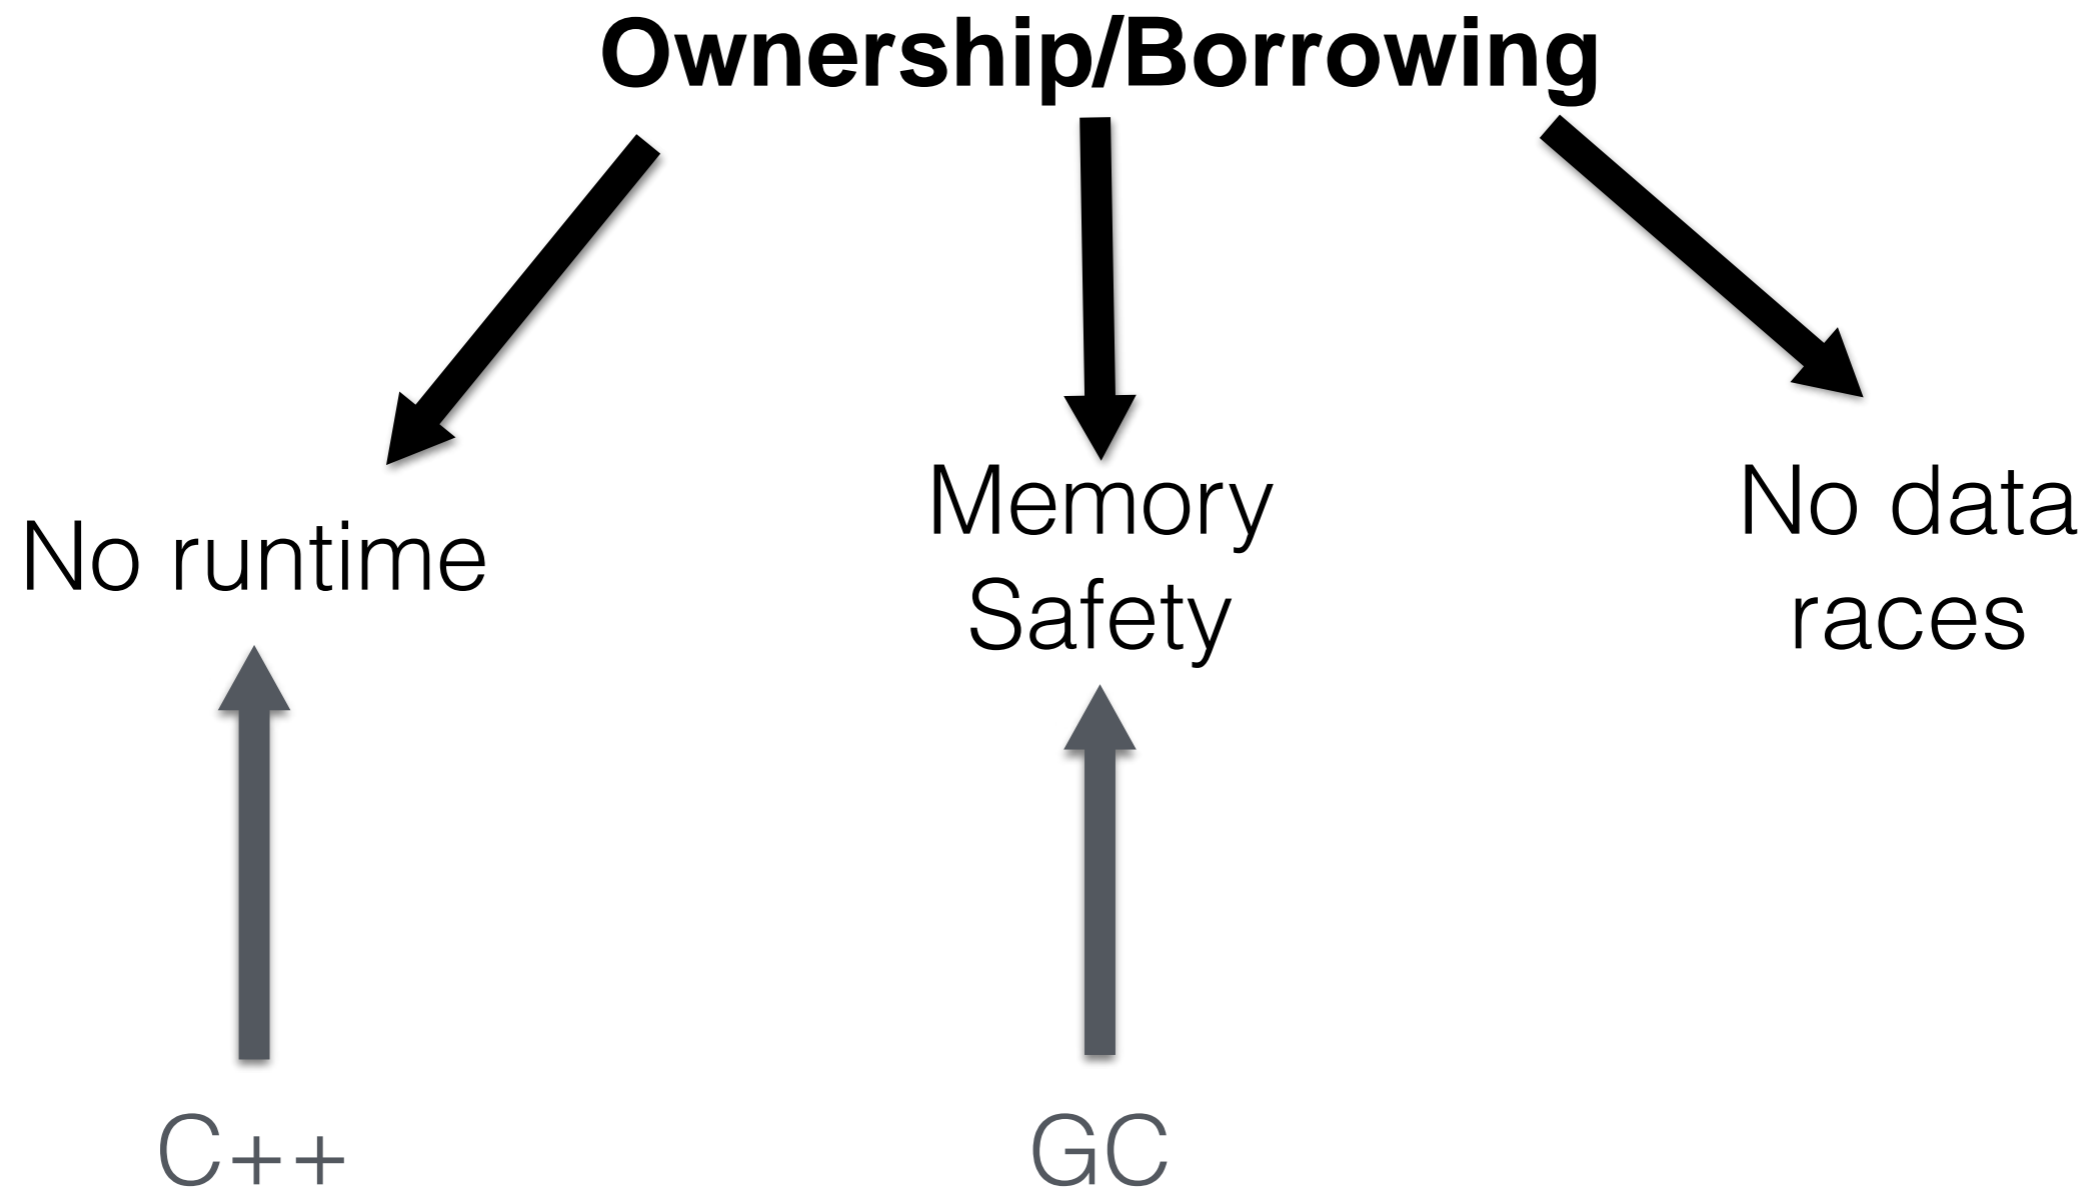 Ownership/Borrowing
No runtime
Memory
Safety
No data
races
C++
GC